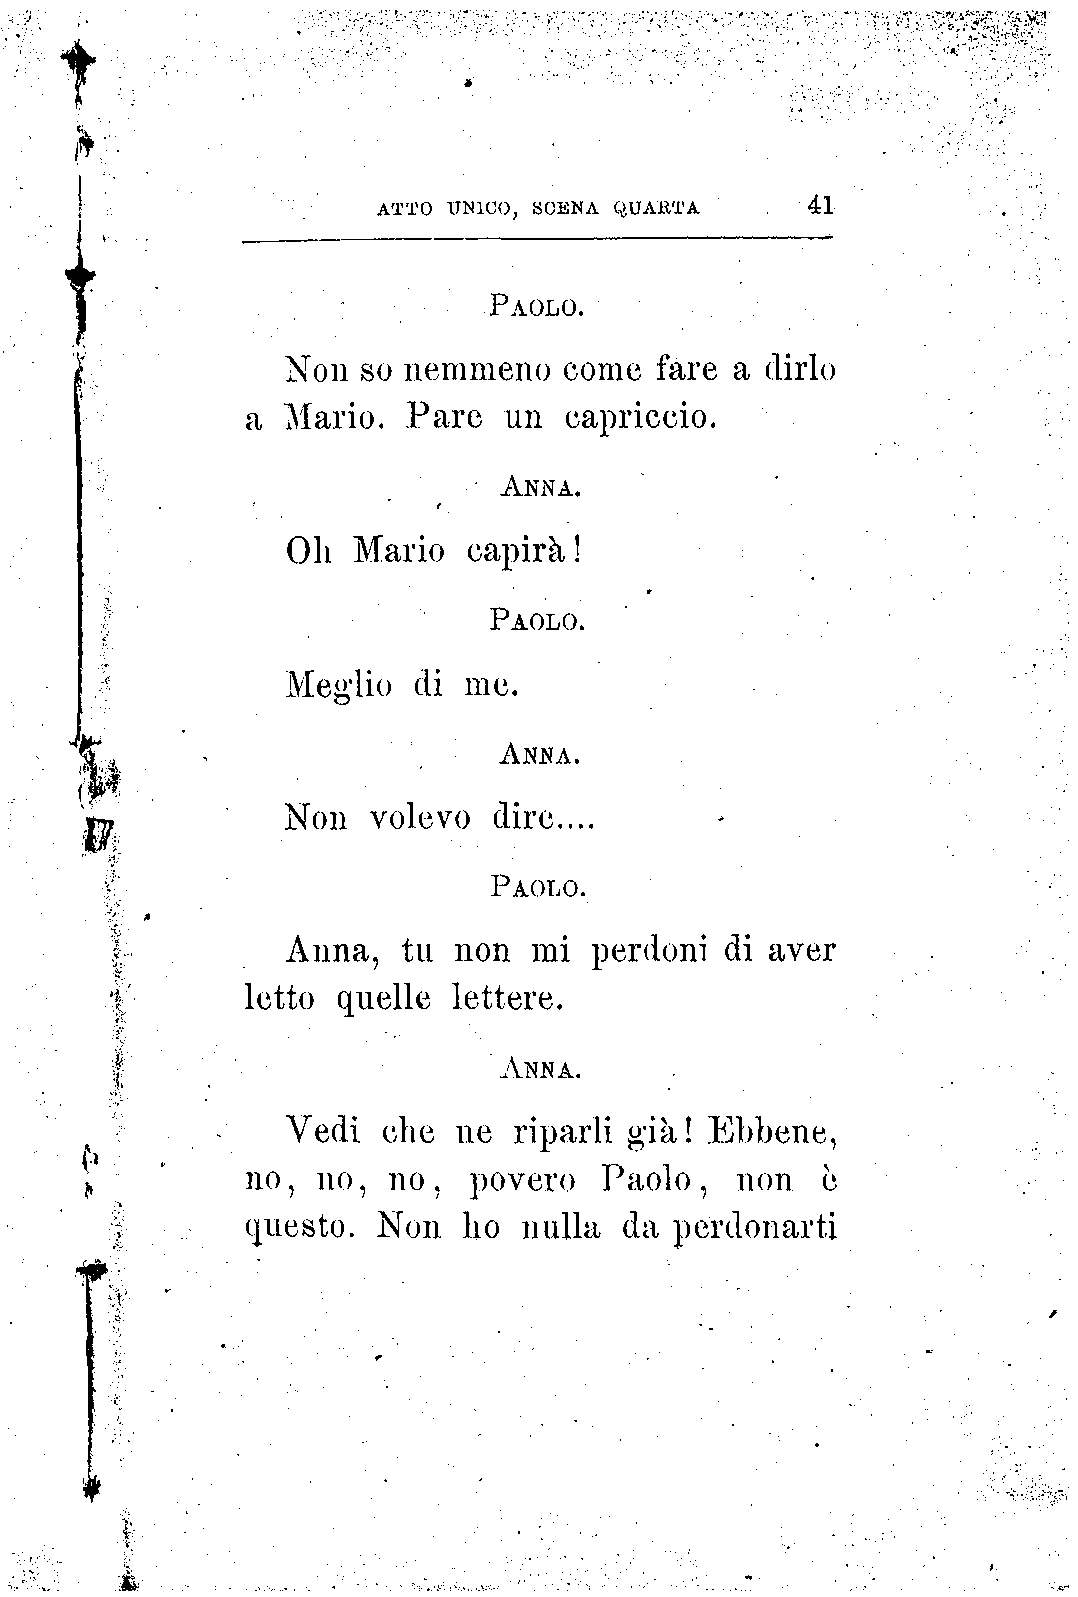 ATTO UNICO, SCENA QUARTA 41
PAOLO.
Non so nemmeno come fare a dirlo
a Mario. Pare un capriccio.
ANNA.
Oh Mario capirà!
PAOLO.
Meglio di me.
ANNA.
Non volevo dire....
PAOLO.
Anna, tu non mi perdoni di aver
letto quelle lettere.
ANNA.
Vedi che ne riparli già! Ebbene,
no, no, no, povero Paolo, non è
questo. Non ho nulla da perdonarti